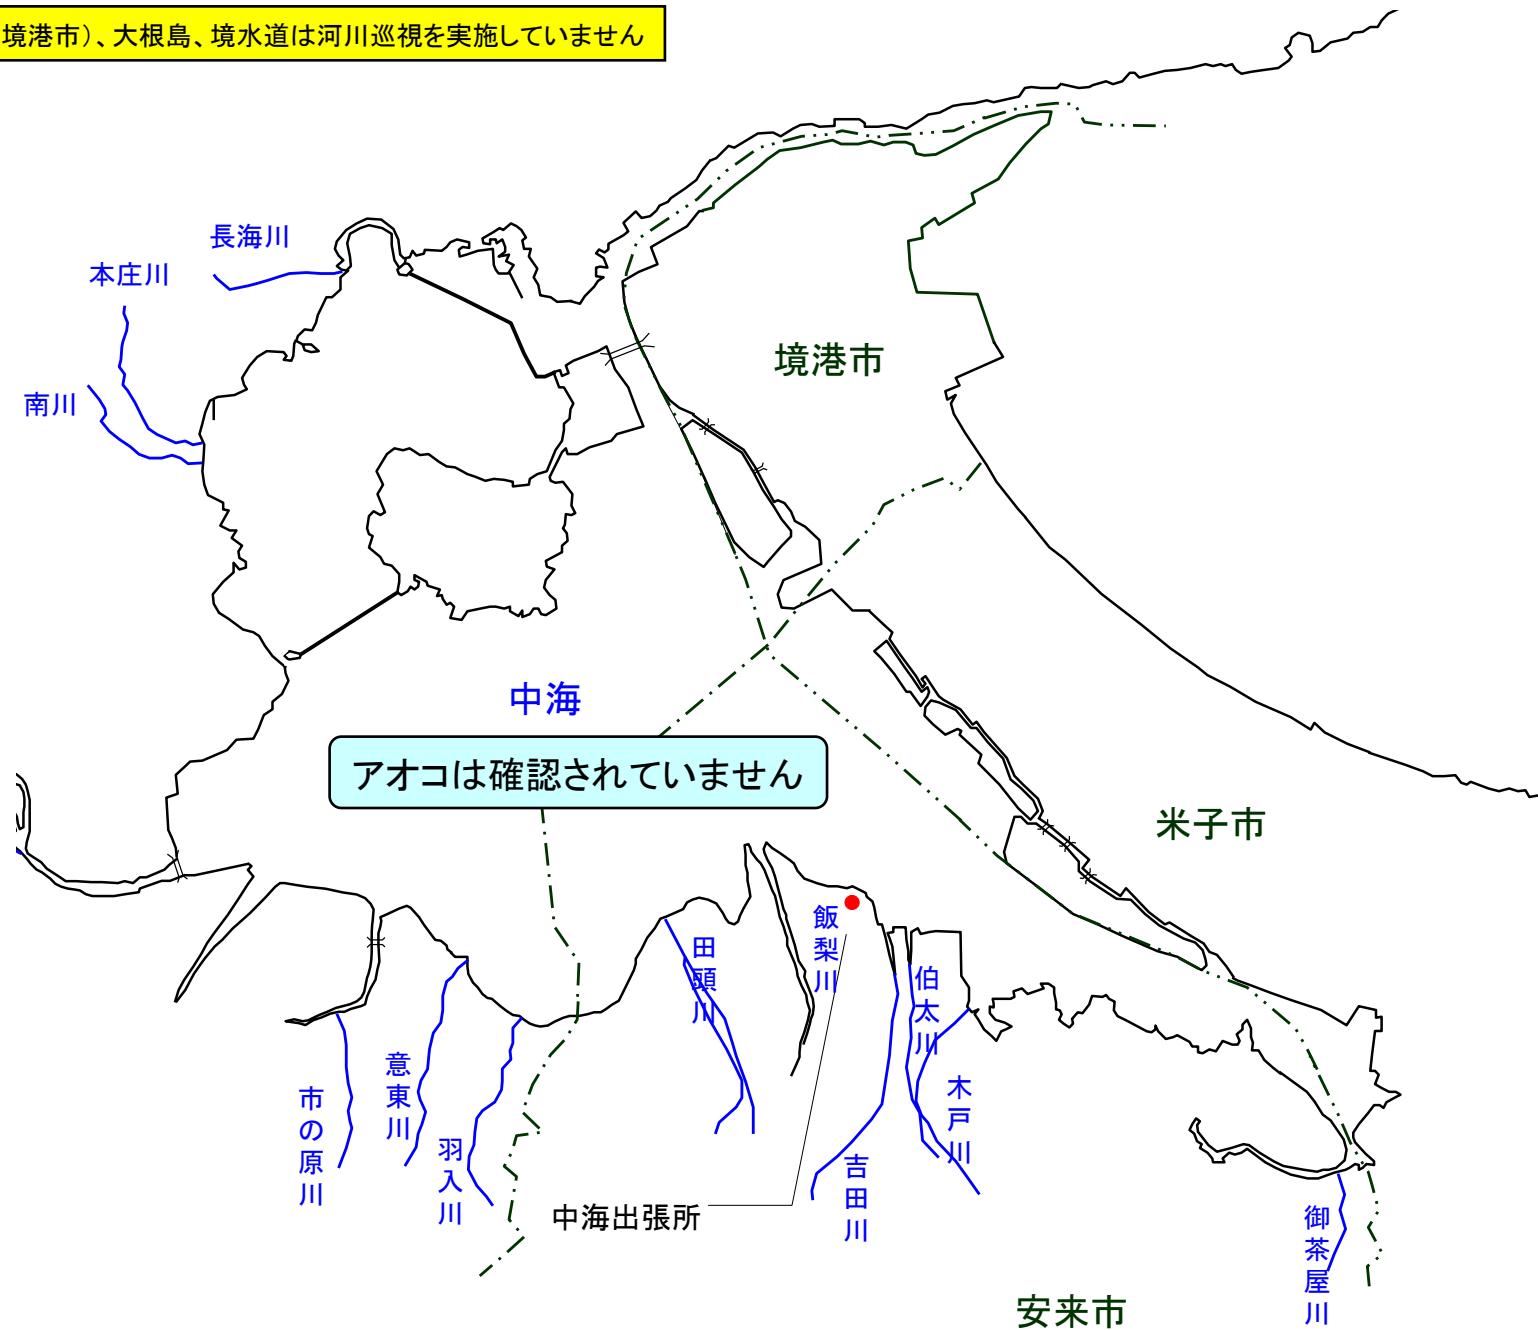 境港市）、大根島、境水道は河川巡視を実施していません
長海川
本庄川
南川
境港市
中海
アオコは確認されていません
米子市
飯梨川
田頭川
伯太川
意東川
木戸川
市の原川
羽入川
吉田川
中海出張所
御茶屋川
安来市